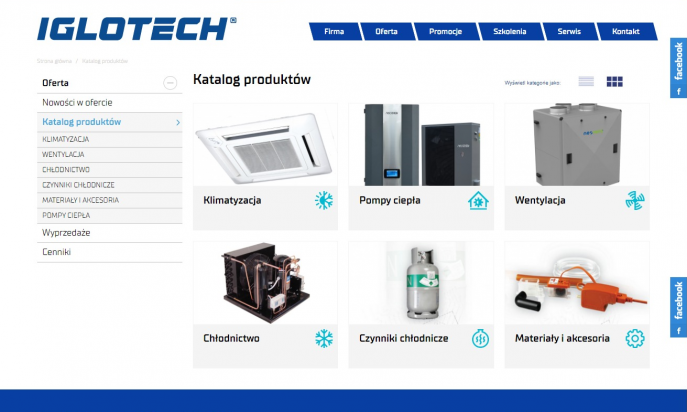 IGLOTECH®
Firma Oferta Promocje Szkolenia Serwis Kontakt
facebook
Strona główna / Katalog produktów
Oferta
Nowości w ofercie
Katalog produktów
KLIMATYZACJA
WENTYLACJA
CHŁODNICTWO
CZYNNIKI CHŁODNICZE
MATERIAŁY I AKCESORIA
POMPY CIEPŁA
Wyprzedaże
Cenniki
Katalog produktów
Wyświetl kategorie jako:
Klimatyzacja
Pompy ciepła
Wentylacja
Chłodnictwo
Czynniki chłodnicze
Materiały i akcesoria
facebook